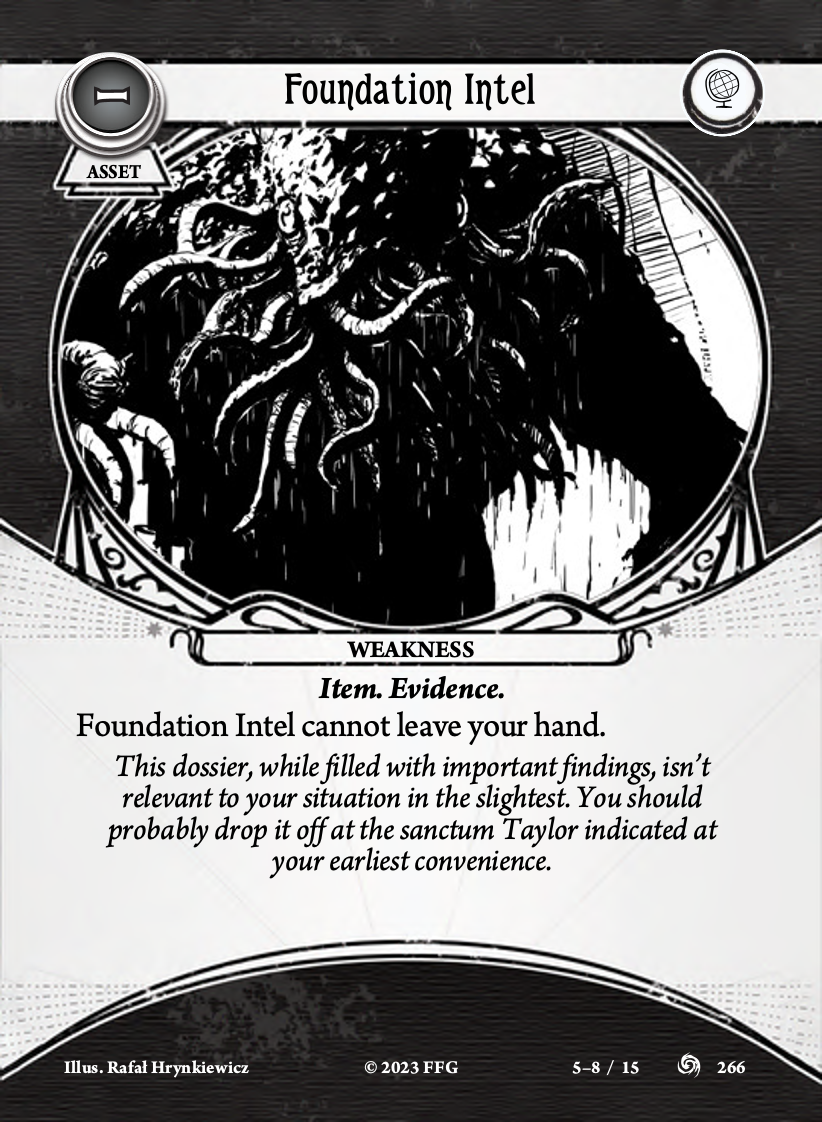 Foundation Intel
ASSET
WEAKNESS
Item. Evidence.
Foundation Intel cannot leave your hand.
This dossier, while filled with important findings, isn't
relevant to your situation in the slightest. You should
probably drop it off at the sanctum Taylor indicated at
your earliest convenience.
Illus. Rafał Hrynkiewicz © 2023 FFG 5–8 / 15 266